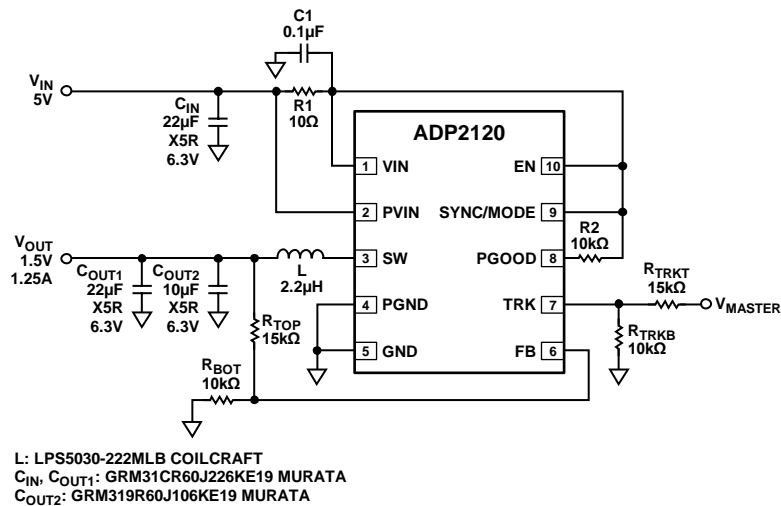 C1
0.1µF
VIN
5V
CIN
22µF
X5R
6.3V
R1
10Ω
ADP2120
1 VIN
EN 10
2 PVIN
SYNC/MODE 9
R2
10kΩ
3 SW
PGOOD 8
VOUT
1.5V
1.25A
COUT1
22µF
X5R
6.3V
COUT2
10µF
X5R
6.3V
L
2.2µH
RTRKT
15kΩ
4 PGND
TRK 7
VMASTER
RTOP
15kΩ
RTRKB
10kΩ
5 GND
FB 6
RBOT
10kΩ
L: LPS5030-222MLB COILCRAFT
CIN, COUT1: GRM31CR60J226KE19 MURATA
COUT2: GRM319R60J106KE19 MURATA